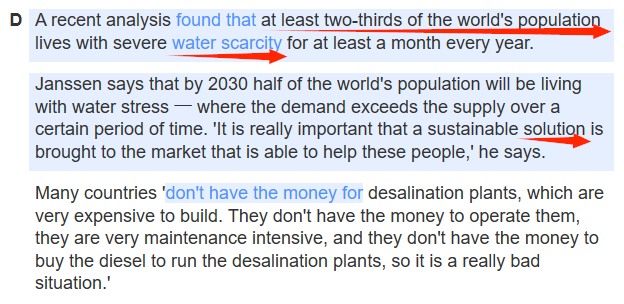 D A recent analysis found that at least two-thirds of the world's population
lives with severe water scarcity for at least a month every year.
Janssen says that by 2030 half of the world's population will be living
with water stress — where the demand exceeds the supply over a
certain period of time. 'It is really important that a sustainable solution is
brought to the market that is able to help these people,' he says.
Many countries 'don't have the money for desalination plants, which are
very expensive to build. They don't have the money to operate them,
they are very maintenance intensive, and they don't have the money to
buy the diesel to run the desalination plants, so it is a really bad
situation.'